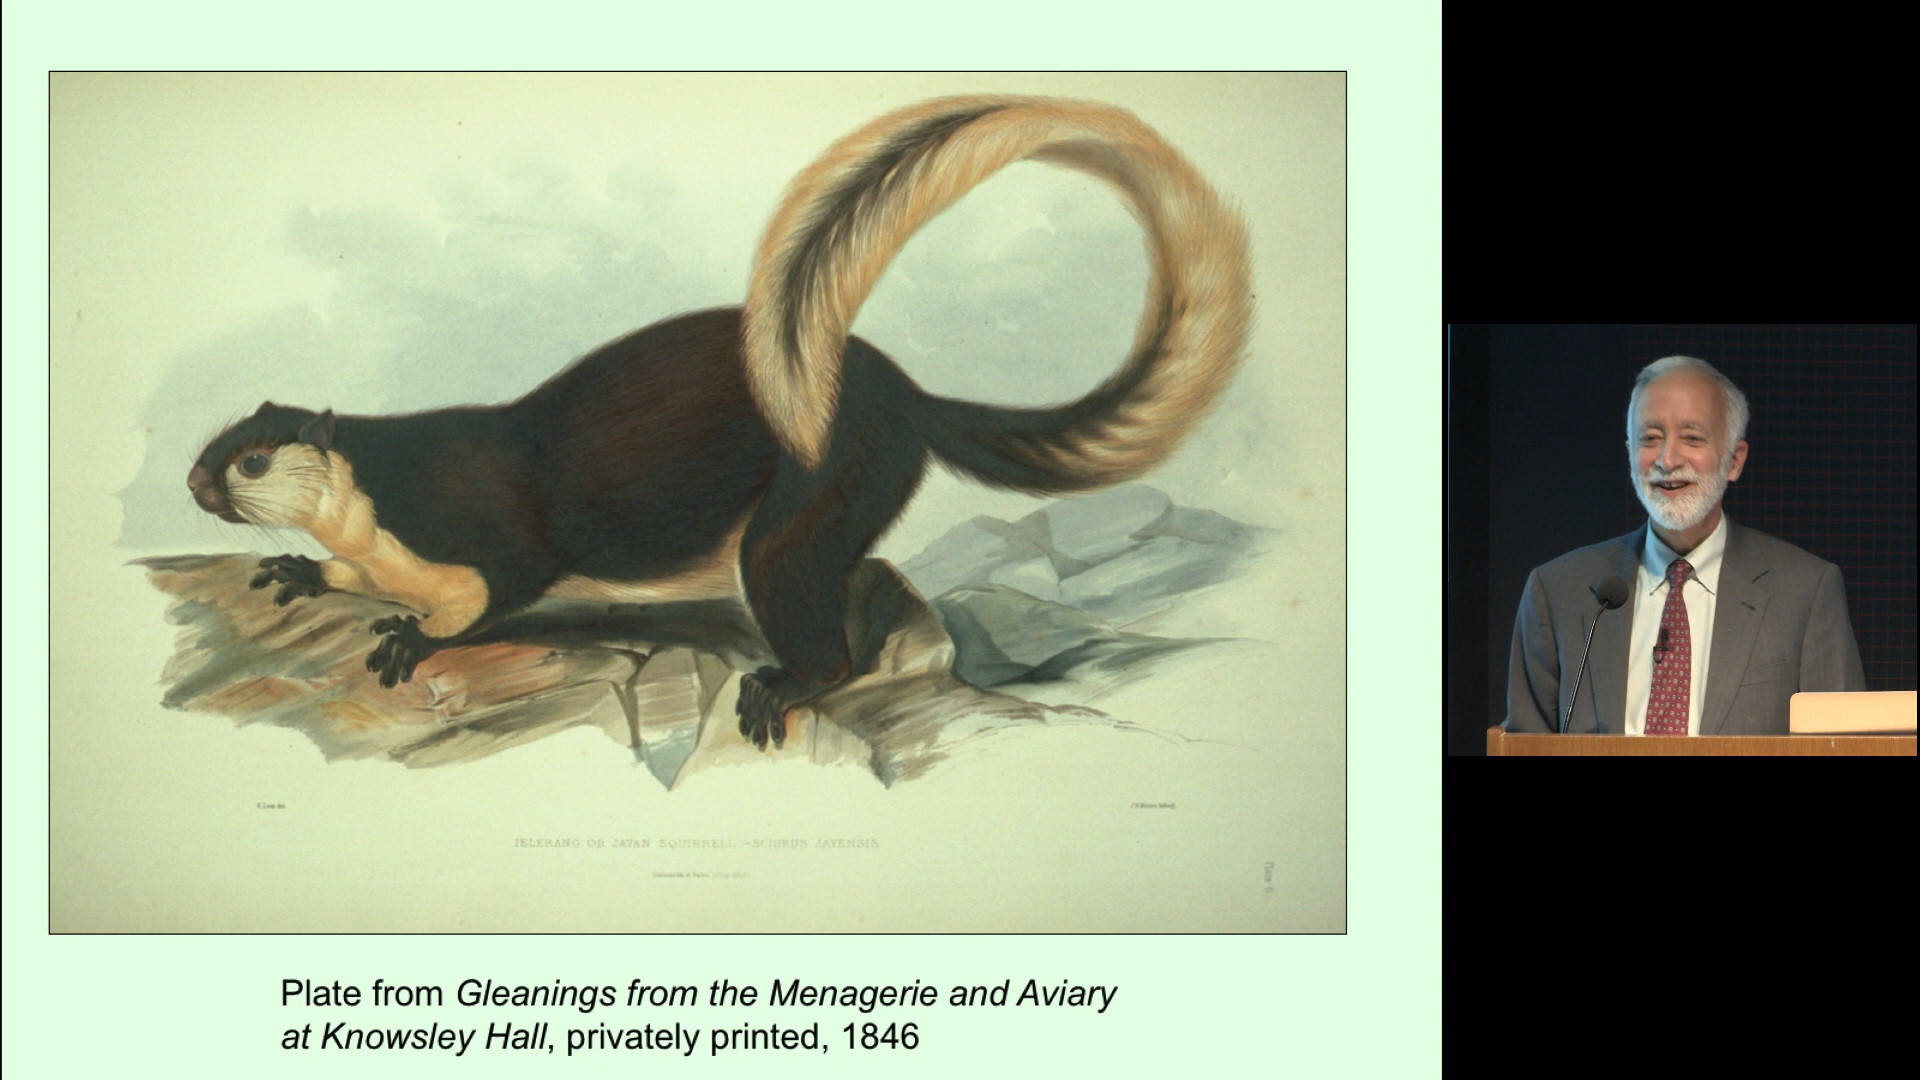 IELERANG OR JAVAN SQUIRRELL.—SCIURUS JAVENSIS
Plate from Gleanings from the Menagerie and Aviary
at Knowsley Hall, privately printed, 1846